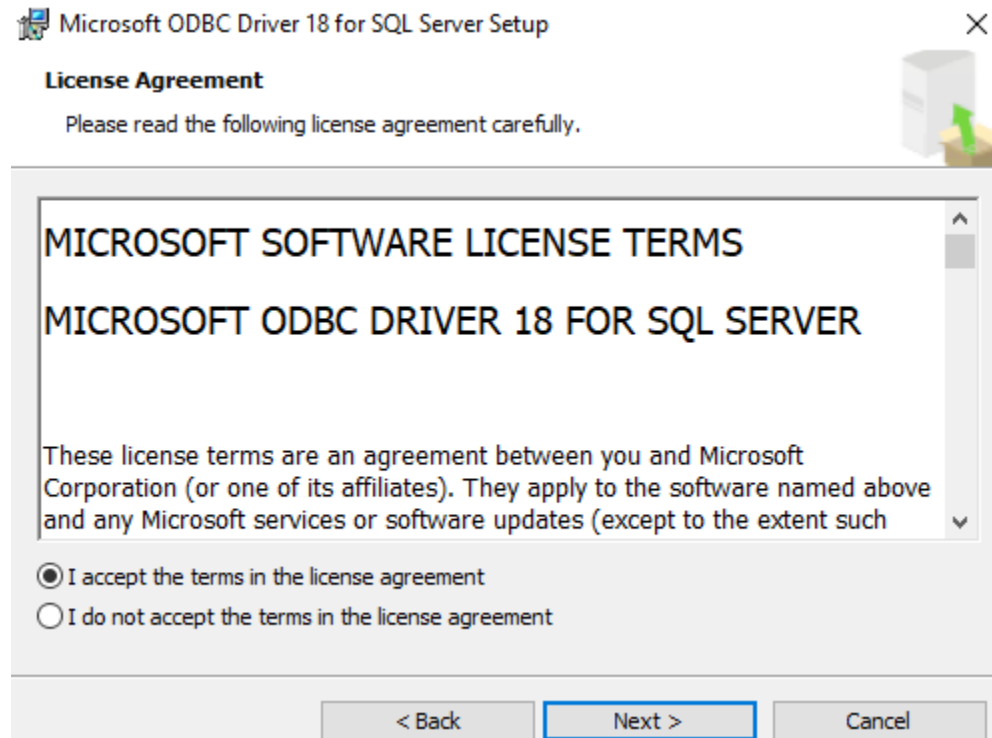 Microsoft ODBC Driver 18 for SQL Server Setup
License Agreement
Please read the following license agreement carefully.
MICROSOFT SOFTWARE LICENSE TERMS
MICROSOFT ODBC DRIVER 18 FOR SQL SERVER
These license terms are an agreement between you and Microsoft
Corporation (or one of its affiliates). They apply to the software named above
and any Microsoft services or software updates (except to the extent such
I accept the terms in the license agreement
I do not accept the terms in the license agreement
< Back
Next >
Cancel